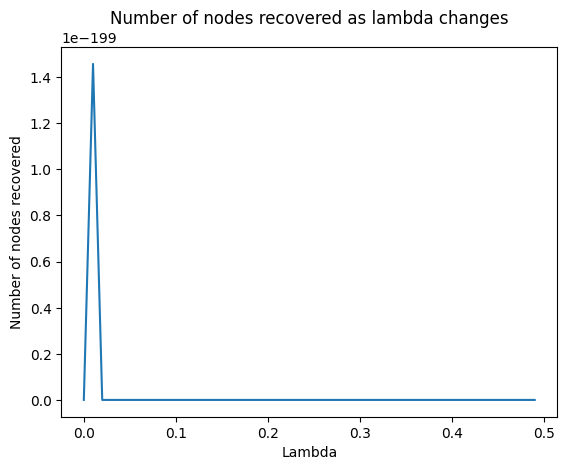 Number of nodes recovered as lambda changes
1e−199
1.4
1.2
1.0
0.8
0.6
0.4
0.2
0.0
Number of nodes recovered
0.0 0.1 0.2 0.3 0.4 0.5
Lambda